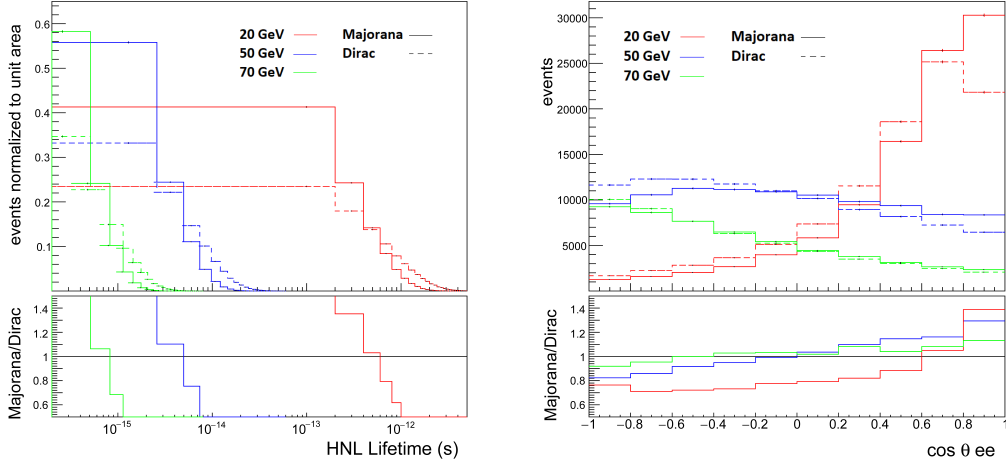 events normalized to unit area
0.6
0.5
0.4
0.3
0.2
0.1
20 GeV
50 GeV
70 GeV
Majorana
Dirac
Majorana/Dirac
1.4
1.2
1
0.8
0.6
10⁻¹⁵
10⁻¹⁴
10⁻¹³
10⁻¹²
HNL Lifetime (s)
events
30000
25000
20000
15000
10000
5000
20 GeV
50 GeV
70 GeV
Majorana
Dirac
Majorana/Dirac
1.4
1.2
1
0.8
0.6
−1
−0.8
−0.6
−0.4
−0.2
0
0.2
0.4
0.6
0.8
1
cos θ ee